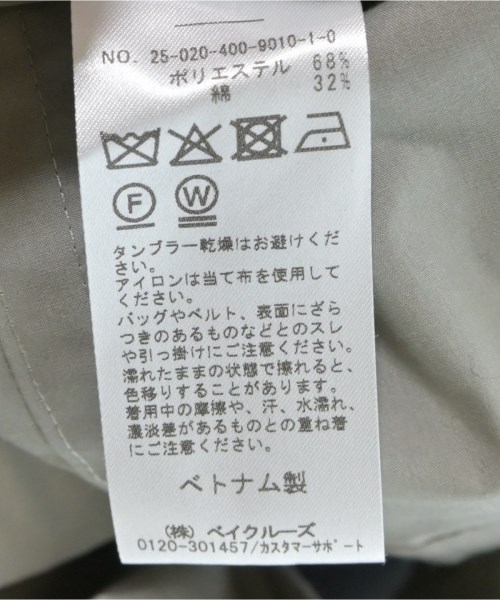 NO. 25-020-400-9010-1-0
ポリエステル 68%
綿 32%
F W
タンブラー乾燥はお避けくだ
さい。
アイロンは当て布を使用して
ください。
バッグやベルト、表面にざら
つきのあるものなどとのスレ
や引っ掛けにご注意ください。
濡れたままの状態で擦れると、
色移りすることがあります。
着用中の摩擦や、汗、水濡れ、
濃淡差があるものとの重ね着
にご注意ください。
ベトナム製
(株) ベイクルーズ
0120-301457/カスタマーサポート